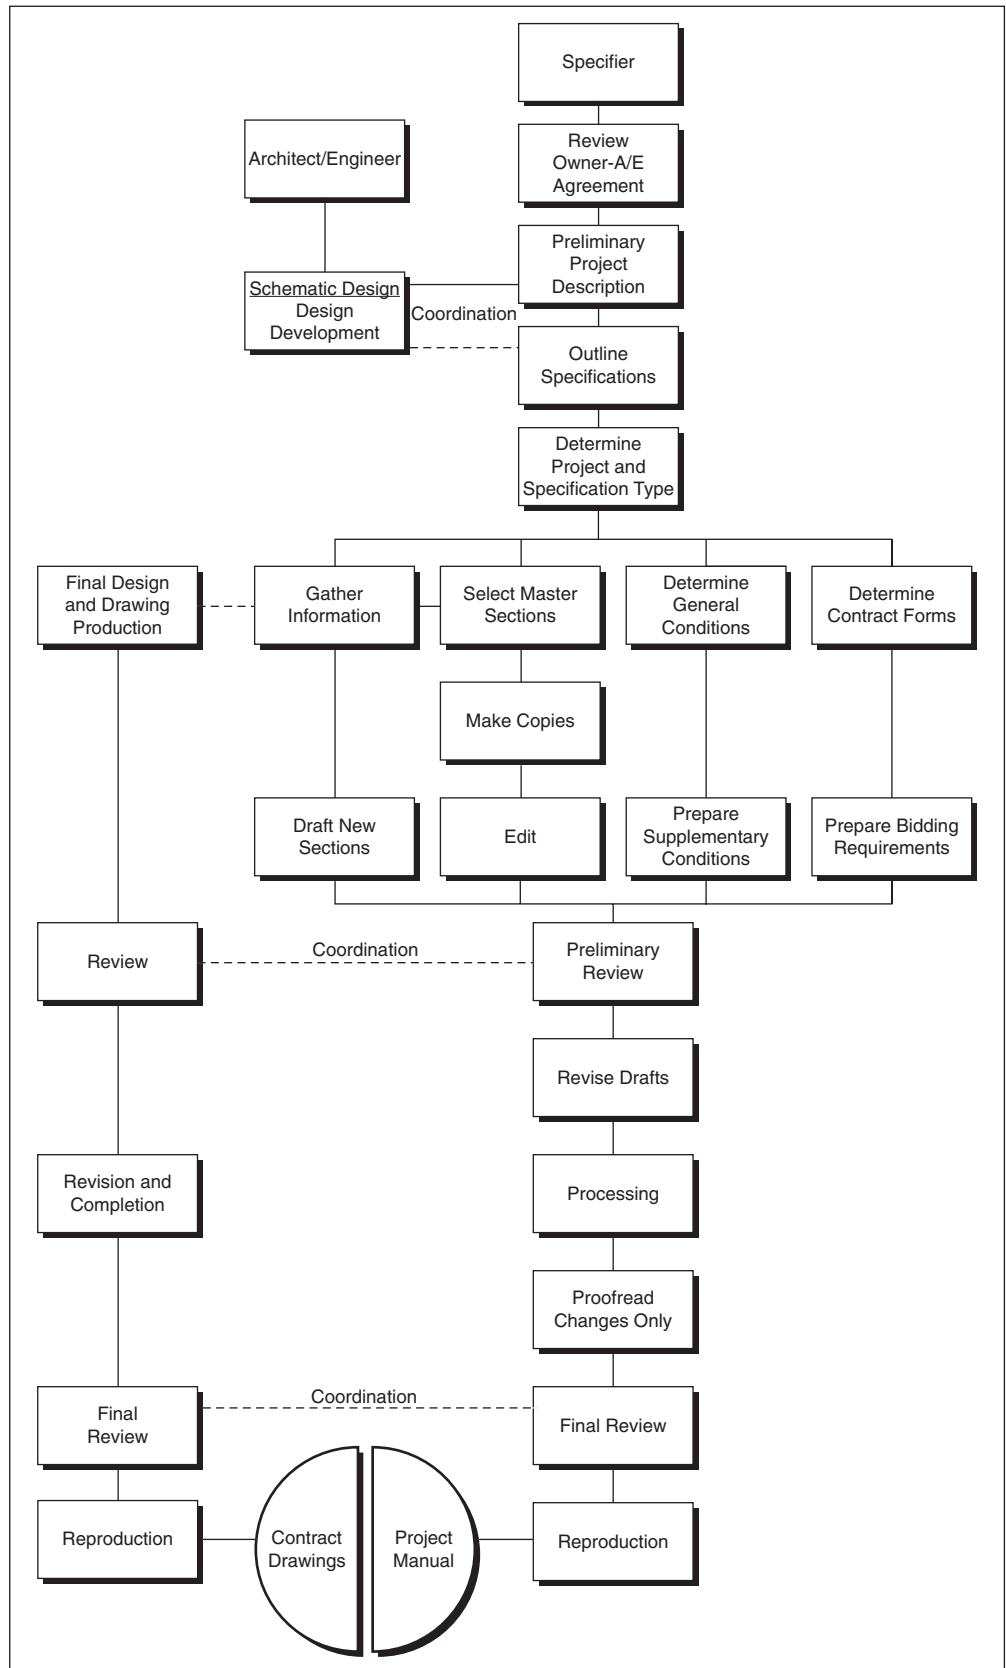 Specifier
Architect/Engineer
Review
Owner-A/E
Agreement
Preliminary
Project
Description
Schematic Design
Design
Development
Coordination
Outline
Specifications
Determine
Project and
Specification Type
Final Design
and Drawing
Production
Gather
Information
Select Master
Sections
Determine
General
Conditions
Determine
Contract Forms
Make Copies
Draft New
Sections
Edit
Prepare
Supplementary
Conditions
Prepare Bidding
Requirements
Review
Coordination
Preliminary
Review
Revise Drafts
Revision and
Completion
Processing
Proofread
Changes Only
Final
Review
Coordination
Final Review
Reproduction
Contract
Drawings
Project
Manual
Reproduction